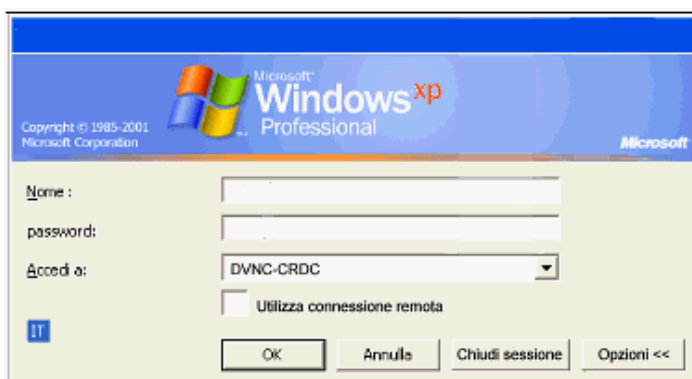 Microsoft
Windows xp
Professional
Copyright © 1985-2001
Microsoft Corporation
Microsoft
Nome :
password:
Accedi a:
DVNC-CRDC
Utilizza connessione remota
IT
OK
Annulla
Chiudi sessione
Opzioni <<